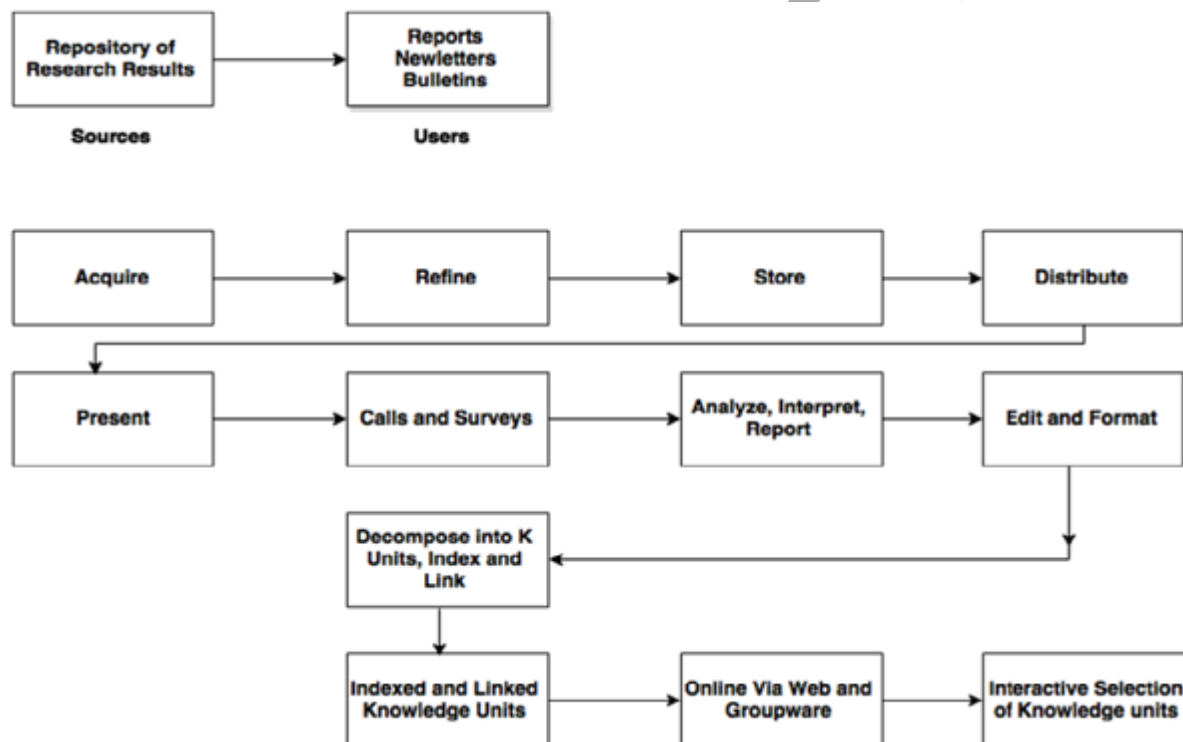 Repository of
Research Results
Reports
Newletters
Bulletins
Sources
Users
Acquire
Refine
Store
Distribute
Present
Calls and Surveys
Analyze, Interpret,
Report
Edit and Format
Decompose into K
Units, Index and
Link
Indexed and Linked
Knowledge Units
Online Via Web and
Groupware
Interactive Selection
of Knowledge units